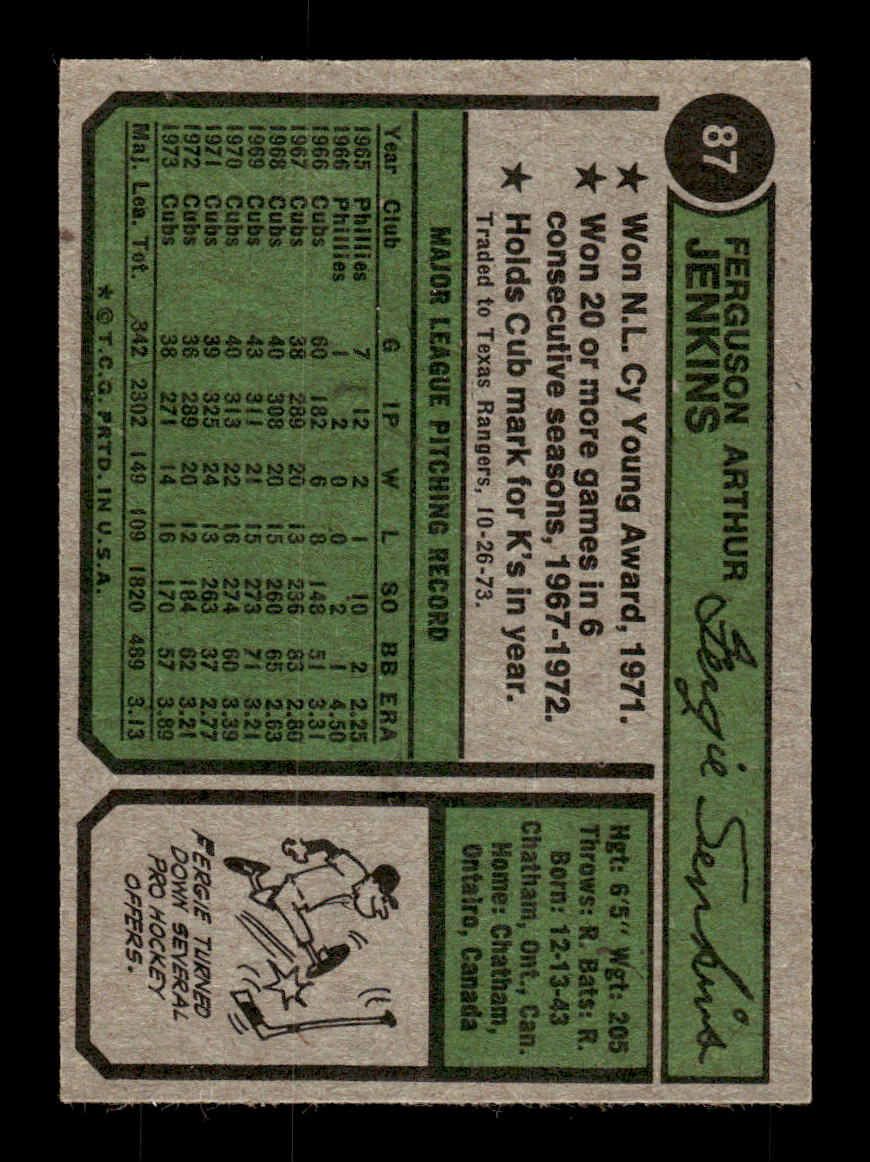 87
FERGUSON ARTHUR
JENKINS
Fergie Jenkins
★ Won N.L. Cy Young Award, 1971.
★ Won 20 or more games in 6
consecutive seasons, 1967-1972.
★ Holds Cub mark for K's in year.
Traded to Texas Rangers, 10-26-73.
MAJOR LEAGUE PITCHING RECORD
Year Club G IP W L SO BB ERA
1965 Phillies 7 12 2 1 10 2 2.25
1966 Phillies 1 2 0 0 2 1 4.50
1966 Cubs 60 182 6 8 148 51 3.31
1967 Cubs 38 289 20 13 236 83 2.80
1968 Cubs 40 308 20 15 260 65 2.63
1969 Cubs 43 311 21 15 273 71 3.21
1970 Cubs 40 313 22 16 274 60 3.39
1971 Cubs 39 325 24 13 263 37 2.77
1972 Cubs 36 289 20 12 184 62 3.21
1973 Cubs 38 271 14 16 170 57 3.89
Maj. Lea. Tot. 342 2302 149 109 1820 489 3.13
* © T.C.G. PRTD. IN U.S.A.
Hgt: 6'5" Wgt: 205
Throws: R. Bats: R.
Born: 12-13-43
Chatham, Ont., Can.
Home: Chatham,
Ontairo, Canada
FERGIE TURNED
DOWN SEVERAL
PRO HOCKEY
OFFERS.